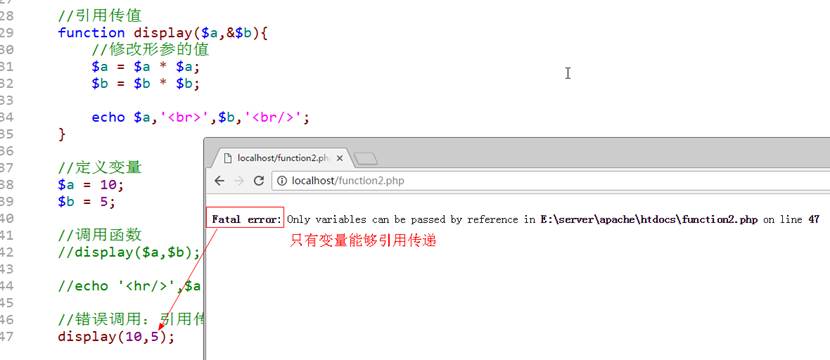 28 //引用传值
29 function display($a,&$b){
30 //修改形参的值
31 $a = $a * $a;
32 $b = $b * $b;
33
34 echo $a,'<br>',$b,'<br/>';
35 }
36
37 //定义变量
38 $a = 10;
39 $b = 5;
40
41 //调用函数
42 //display($a,$b);
43
44 //echo '<hr/>',$a
45
46 //错误调用：引用传
47 display(10,5);
localhost/function2.ph
localhost/function2.php
Fatal error: Only variables can be passed by reference in E:\server\apache\htdocs\function2.php on line 47
只有变量能够引用传递